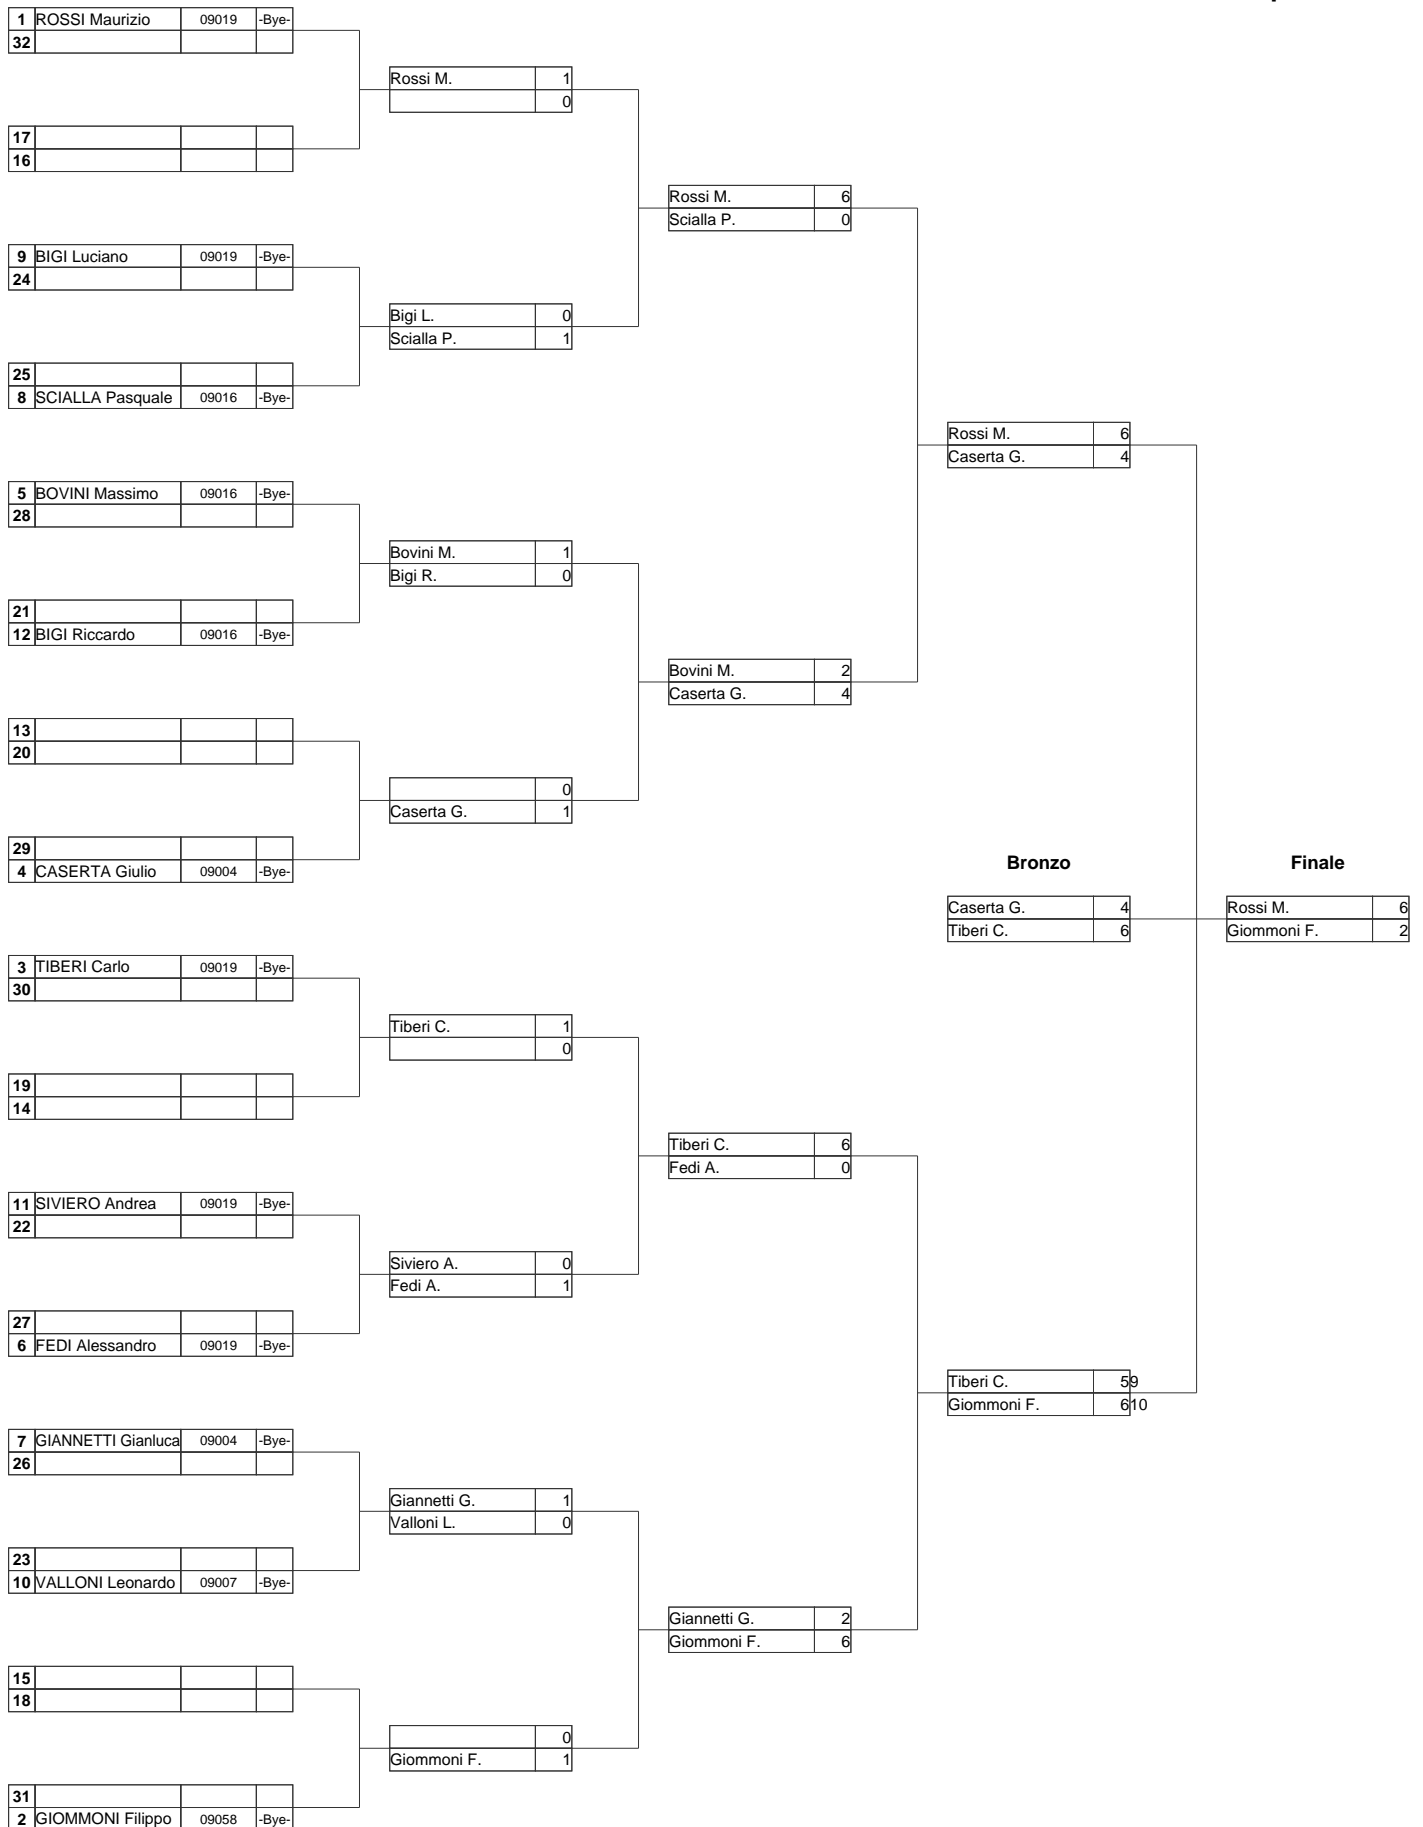 1 ROSSI Maurizio 09019 -Bye-
32
Rossi M. 1
0
17
16
Rossi M. 6
Scialla P. 0
9 BIGI Luciano 09019 -Bye-
24
Bigi L. 0
Scialla P. 1
25
8 SCIALLA Pasquale 09016 -Bye-
Rossi M. 6
Caserta G. 4
5 BOVINI Massimo 09016 -Bye-
28
Bovini M. 1
Bigi R. 0
21
12 BIGI Riccardo 09016 -Bye-
Bovini M. 2
Caserta G. 4
13
20
0
Caserta G. 1
29
4 CASERTA Giulio 09004 -Bye-
Bronzo Finale
Caserta G. 4 Rossi M. 6
Tiberi C. 6 Giommoni F. 2
3 TIBERI Carlo 09019 -Bye-
30
Tiberi C. 1
0
19
14
Tiberi C. 6
Fedi A. 0
11 SIVIERO Andrea 09019 -Bye-
22
Siviero A. 0
Fedi A. 1
27
6 FEDI Alessandro 09019 -Bye-
Tiberi C. 59
Giommoni F. 610
7 GIANNETTI Gianluca 09004 -Bye-
26
Giannetti G. 1
Valloni L. 0
23
10 VALLONI Leonardo 09007 -Bye-
Giannetti G. 2
Giommoni F. 6
15
18
0
Giommoni F. 1
31
2 GIOMMONI Filippo 09058 -Bye-